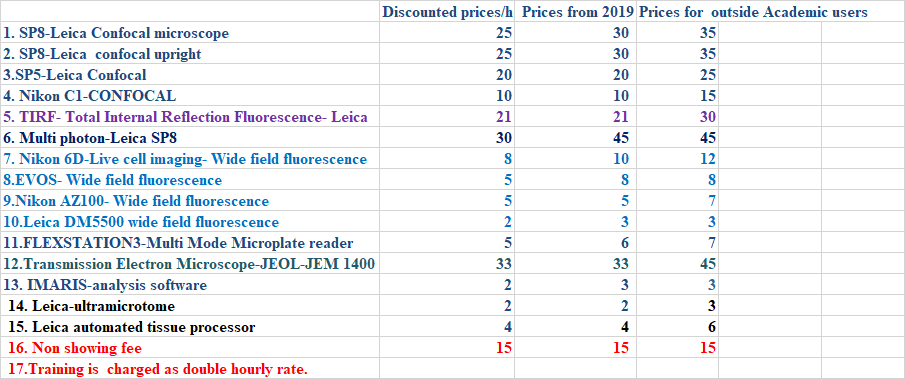 Discounted prices/h Prices from 2019 Prices for  outside Academic users
1. SP8-Leica Confocal microscope 25 30 35
2. SP8-Leica  confocal upright 25 30 35
3.SP5-Leica Confocal 20 20 25
4. Nikon C1-CONFOCAL 10 10 15
5. TIRF- Total Internal Reflection Fluorescence- Leica 21 21 30
6. Multi photon-Leica SP8 30 45 45
7. Nikon 6D-Live cell imaging- Wide field fluorescence 8 10 12
8.EVOS- Wide field fluorescence 5 8 8
9.Nikon AZ100- Wide field fluorescence 5 5 7
10.Leica DM5500 wide field fluorescence 2 3 3
11.FLEXSTATION3-Multi Mode Microplate reader 5 6 7
12.Transmission Electron Microscope-JEOL-JEM 1400 33 33 45
13. IMARIS-analysis software 2 3 3
14. Leica-ultramicrotome 2 2 3
15. Leica automated tissue processor 4 4 6
16. Non showing fee 15 15 15
17.Training is  charged as double hourly rate.